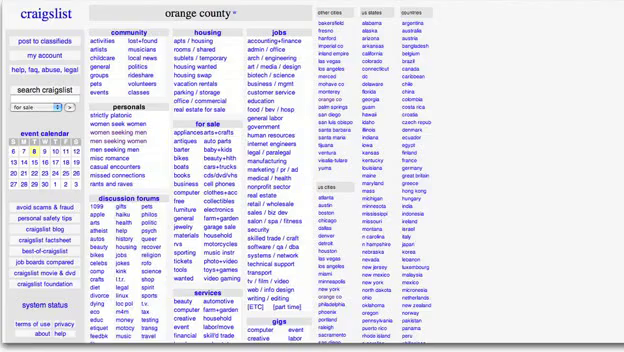 craigslist
post to classifieds
my account
help, faq, abuse, legal
search craigslist
for sale
>
event calendar
S M T W T F S
6 7 8 9 10 11 12
13 14 15 16 17 18 19
20 21 22 23 24 25 26
27 28 29 30 1 2 3
avoid scams & fraud
personal safety tips
craigslist blog
craigslist factsheet
best-of-craigslist
job boards compared
craigslist movie & dvd
craigslist foundation
system status
terms of use privacy
about help
orange county
community
activities lost+found
artists musicians
childcare local news
general politics
groups rideshare
pets volunteers
events classes
personals
strictly platonic
women seek women
women seeking men
men seeking women
men seeking men
misc romance
casual encounters
missed connections
rants and raves
discussion forums
1099 gifts pets
apple haiku philos
arts health politic
atheist help psych
autos history queer
beauty housing recover
bikes jobs religion
celebs jokes rofo
comp kink science
crafts l.t.r. shop
diet legal spirit
divorce linux sports
dying loc pol t.v.
eco m4m tax
educ money testing
etiquet motocy transg
feedbk music travel
housing
apts / housing
rooms / shared
sublets / temporary
housing wanted
housing swap
vacation rentals
parking / storage
office / commercial
real estate for sale
for sale
appliances arts+crafts
antiques auto parts
barter baby+kids
bikes beauty+hlth
boats cars+trucks
books cds/dvd/vhs
business cell phones
computer clothes+acc
free collectibles
furniture electronics
general farm+garden
jewelry garage sale
materials household
rvs motorcycles
sporting music instr
tickets photo+video
tools toys+games
wanted video gaming
services
beauty automotive
computer farm+garden
creative household
event labor/move
financial skill'd trade
jobs
accounting+finance
admin / office
arch / engineering
art / media / design
biotech / science
business / mgmt
customer service
education
food / bev / hosp
general labor
government
human resources
internet engineers
legal / paralegal
manufacturing
marketing / pr / ad
medical / health
nonprofit sector
real estate
retail / wholesale
sales / biz dev
salon / spa / fitness
security
skilled trade / craft
software / qa / dba
systems / network
technical support
transport
tv / film / video
web / info design
writing / editing
[ETC] [part time]
gigs
computer event
creative labor
other cities
bakersfield
fresno
hanford
imperial co
inland empire
las vegas
los angeles
merced
mohave co
monterey
orange co
palm springs
san diego
san luis obispo
santa barbara
santa maria
tijuana
ventura
visalia-tulare
yuma
us cities
atlanta
austin
boston
chicago
dallas
denver
detroit
houston
las vegas
los angeles
miami
minneapolis
new york
orange co
philadelphia
phoenix
portland
raleigh
sacramento
us states
alabama
alaska
arizona
arkansas
california
colorado
connecticut
dc
delaware
florida
georgia
guam
hawaii
idaho
illinois
indiana
iowa
kansas
kentucky
louisiana
maine
maryland
mass
michigan
minnesota
mississippi
missouri
montana
n carolina
n hampshire
nebraska
nevada
new jersey
new mexico
new york
north dakota
ohio
oklahoma
oregon
pennsylvania
puerto rico
rhode island
countries
argentina
australia
austria
bangladesh
belgium
brazil
canada
caribbean
chile
china
colombia
costa rica
croatia
czech repub
denmark
ecuador
egypt
finland
france
germany
great britain
greece
hong kong
hungary
india
indonesia
ireland
israel
italy
japan
korea
lebanon
luxembourg
malaysia
mexico
micronesia
netherlands
new zealand
norway
pakistan
panama
peru